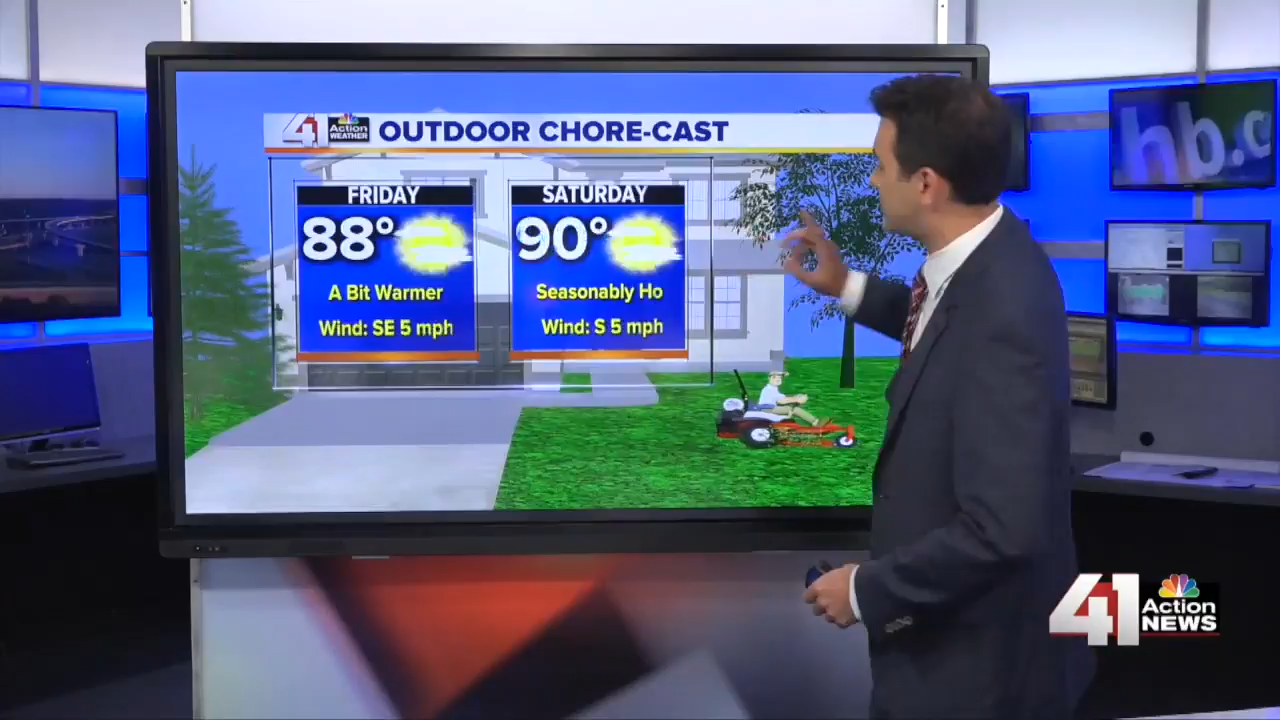 41 Action WEATHER OUTDOOR CHORE-CAST
FRIDAY
88°
A Bit Warmer
Wind: SE 5 mph
SATURDAY
90°
Seasonably Ho
Wind: S 5 mph
hb.c
41 Action NEWS